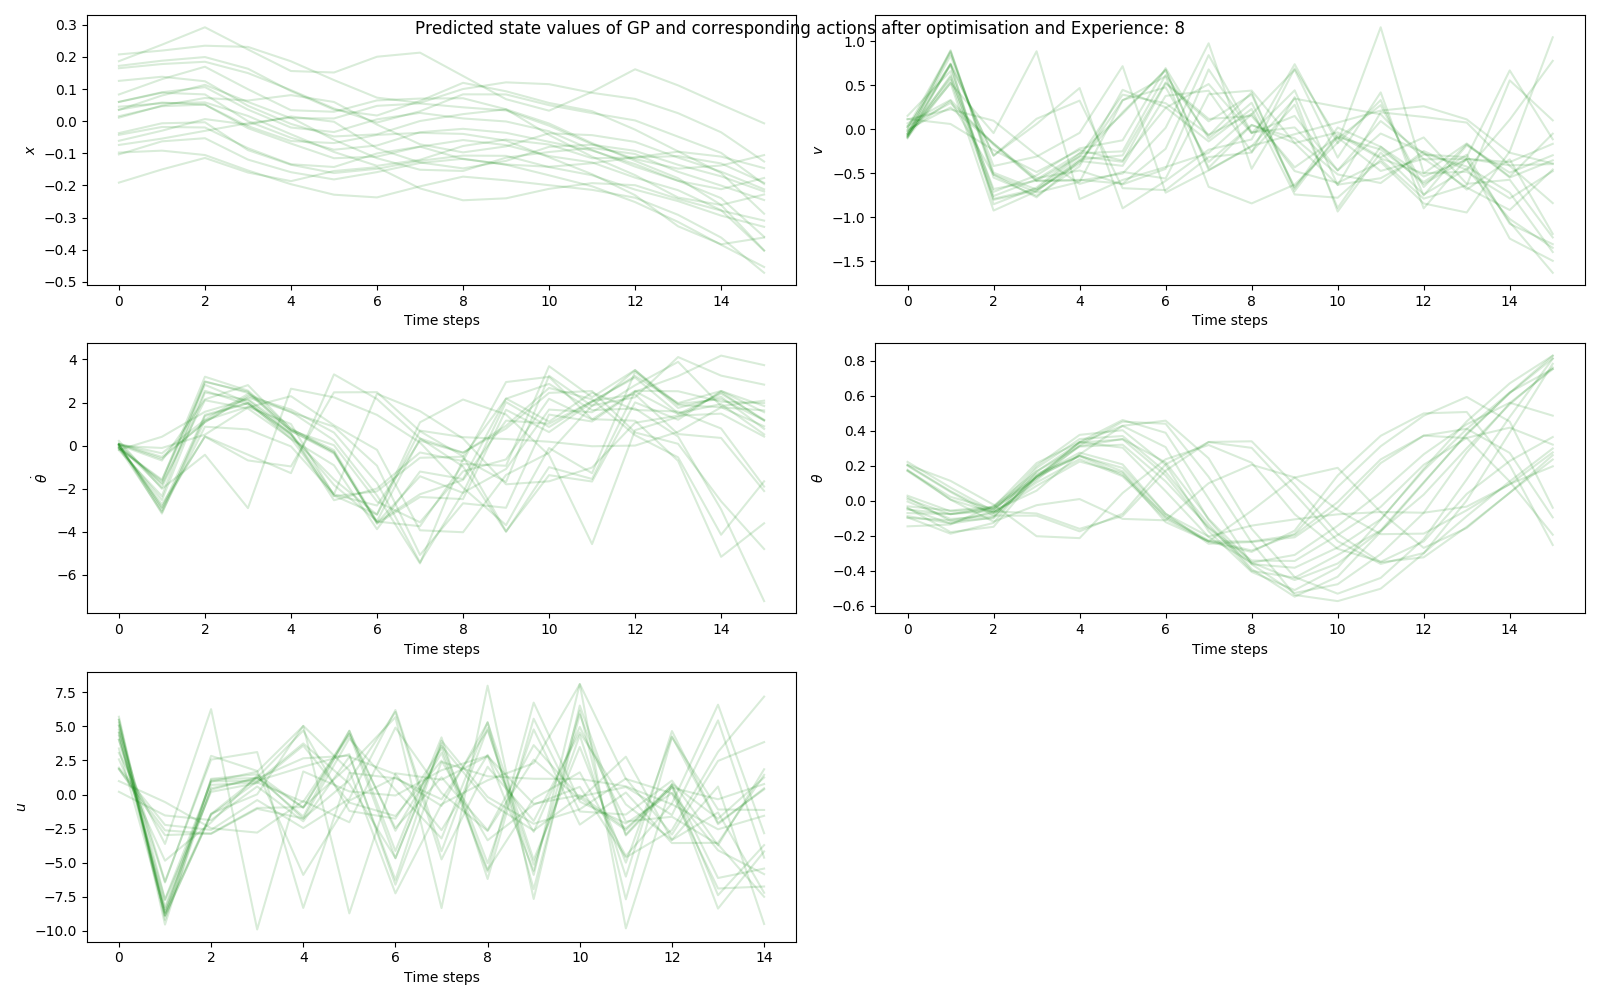 Predicted state values of GP and corresponding actions after optimisation and Experience: 8
0.3
0.2
0.1
0.0
−0.1
−0.2
−0.3
−0.4
−0.5
x
0 2 4 6 8 10 12 14
Time steps
1.0
0.5
0.0
−0.5
−1.0
−1.5
v
0 2 4 6 8 10 12 14
Time steps
4
2
0
−2
−4
−6
θ̇
0 2 4 6 8 10 12 14
Time steps
0.8
0.6
0.4
0.2
0.0
−0.2
−0.4
−0.6
θ
0 2 4 6 8 10 12 14
Time steps
7.5
5.0
2.5
0.0
−2.5
−5.0
−7.5
−10.0
u
0 2 4 6 8 10 12 14
Time steps